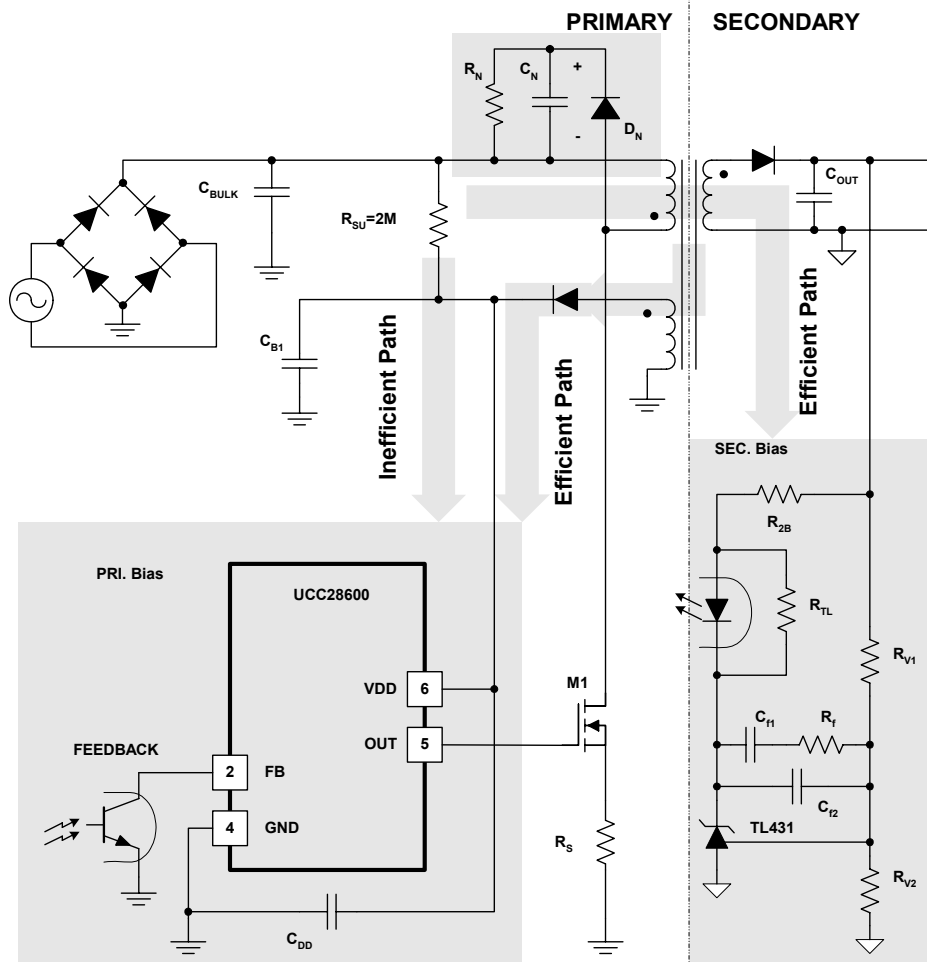 PRIMARY
SECONDARY
R_N
C_N
+
-
D_N
C_BULK
R_SU=2M
C_OUT
C_B1
Inefficient Path
Efficient Path
Efficient Path
SEC. Bias
R_2B
R_TL
R_V1
C_f1
R_f
C_f2
TL431
R_V2
PRI. Bias
UCC28600
VDD
6
M1
OUT
5
FEEDBACK
2
FB
4
GND
R_S
C_DD